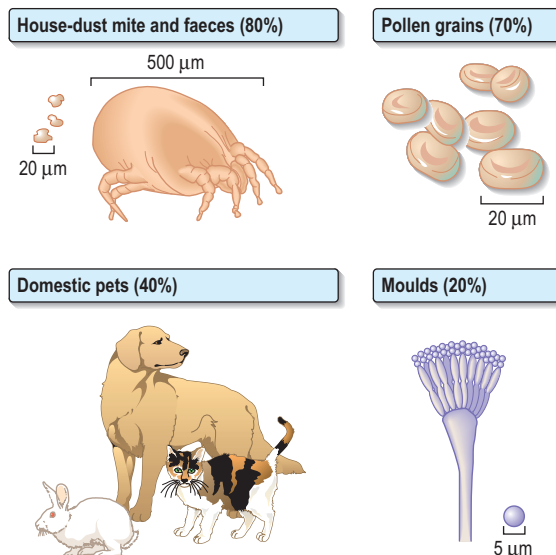 House-dust mite and faeces (80%)
500 μm
20 μm
Pollen grains (70%)
20 μm
Domestic pets (40%)
Moulds (20%)
5 μm